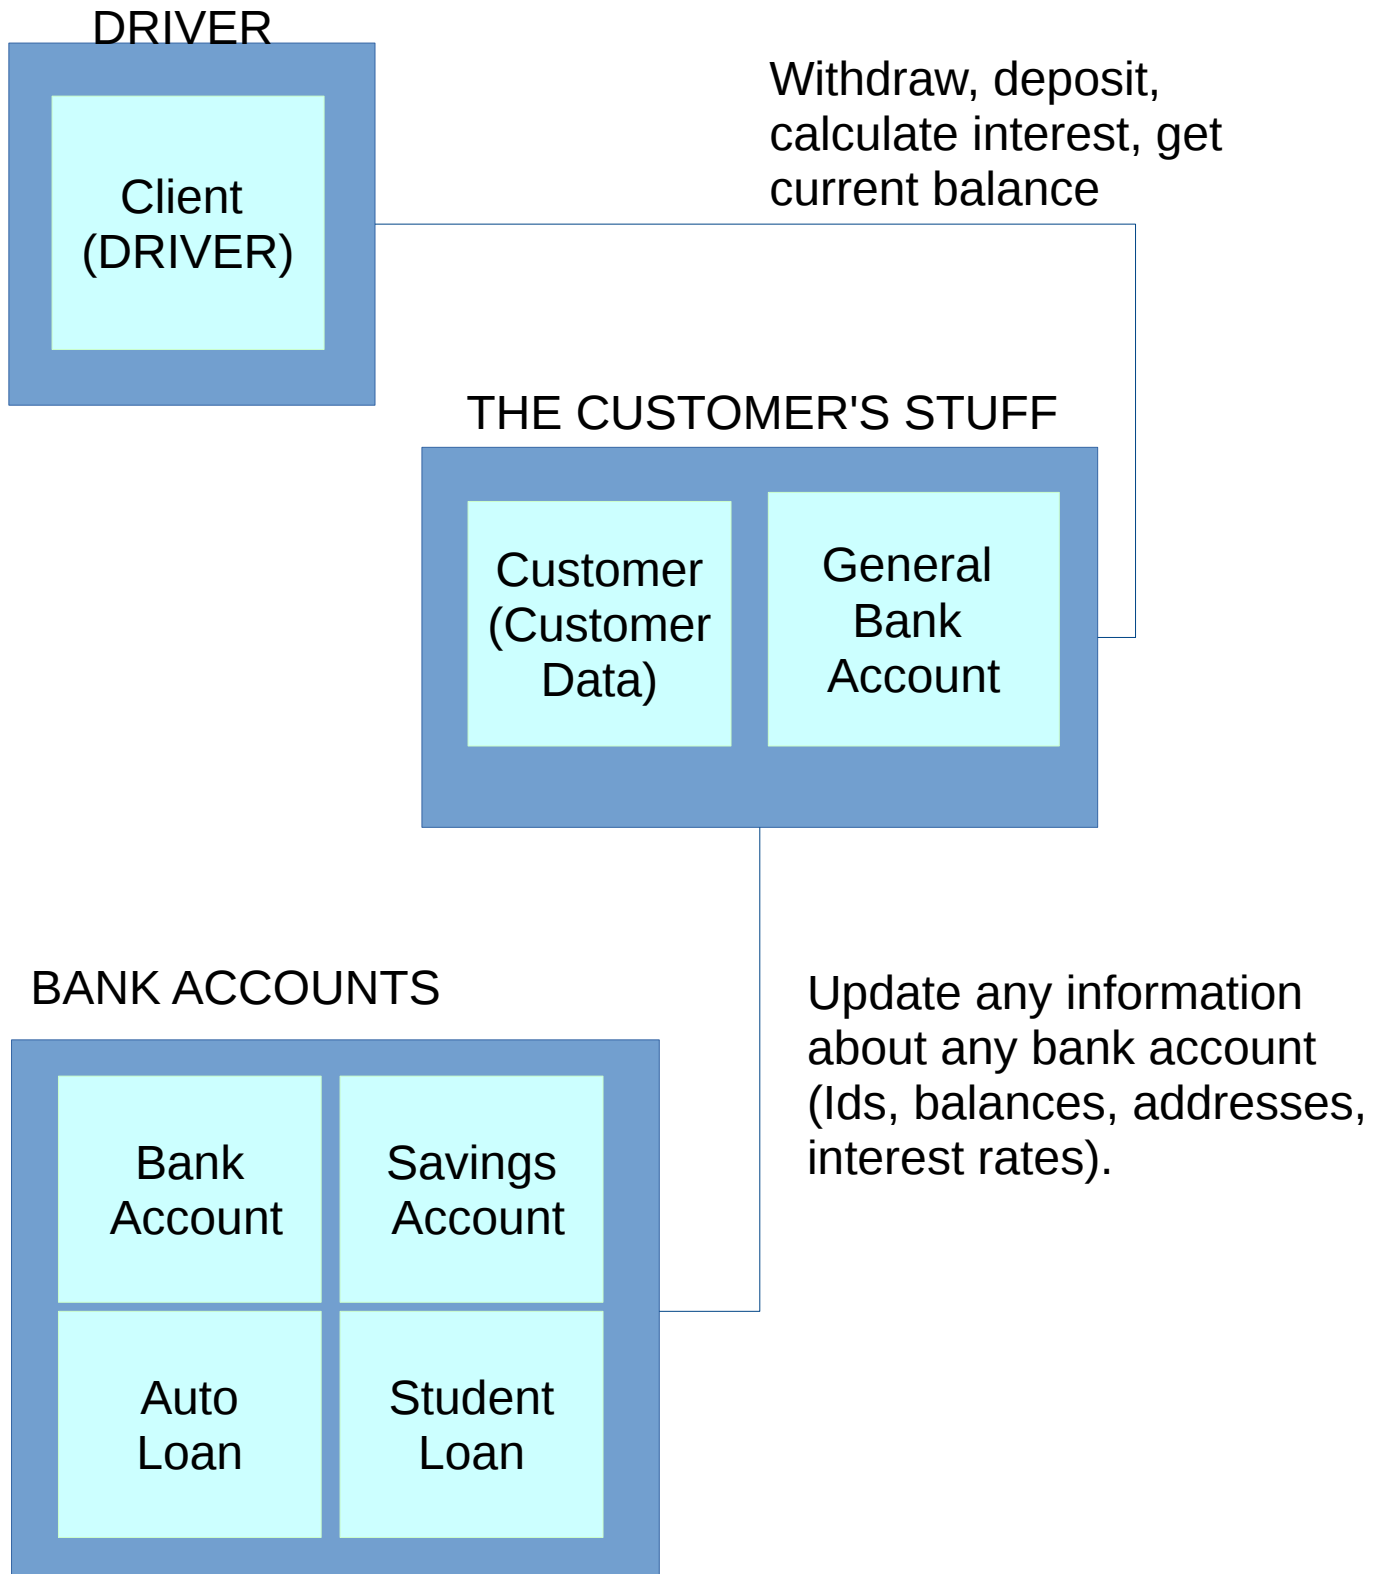 DRIVER
Withdraw, deposit,
calculate interest, get
current balance
Client
(DRIVER)
THE CUSTOMER'S STUFF
Customer
(Customer
Data)
General
Bank
Account
BANK ACCOUNTS
Update any information
about any bank account
(Ids, balances, addresses,
interest rates).
Bank
Account
Savings
Account
Auto
Loan
Student
Loan